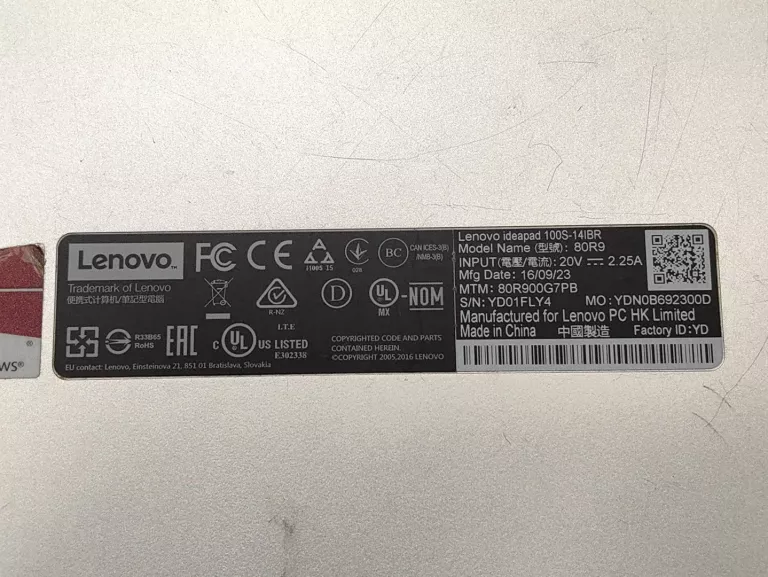 Lenovo™
FC CE
J100S IS
Q28
BC
CAN ICES-3(B)
/NMB-3(B)
Trademark of Lenovo
便携式计算机/筆記型電腦
R-NZ
D
UL
MX
NOM
I.T.E
R33B65
RoHS
EAC
c UL US LISTED
E302338
COPYRIGHTED CODE AND PARTS
CONTAINED HEREIN
©COPYRIGHT 2005,2016 LENOVO
EU contact: Lenovo, Einsteinova 21, 851 01 Bratislava, Slovakia
Lenovo ideapad 100S-14IBR
Model Name (型號): 80R9
INPUT(電壓/電流): 20V ⎓ 2.25A
Mfg Date: 16/09/23
MTM: 80R900G7PB
S/N: YD01FLY4 MO: YDN0B692300D
Manufactured for Lenovo PC HK Limited
Made in China 中國製造 Factory ID: YD
WS®